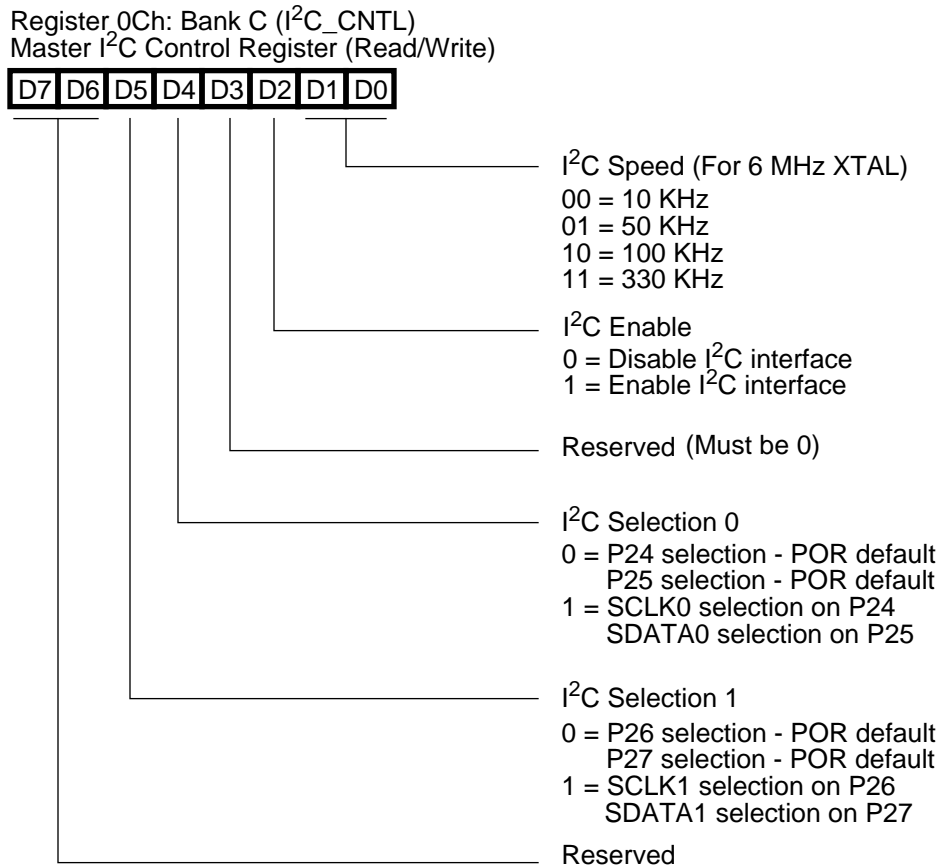 Register 0Ch: Bank C (I²C_CNTL)
Master I²C Control Register (Read/Write)
D7 D6 D5 D4 D3 D2 D1 D0
I²C Speed (For 6 MHz XTAL)
00 = 10 KHz
01 = 50 KHz
10 = 100 KHz
11 = 330 KHz
I²C Enable
0 = Disable I²C interface
1 = Enable I²C interface
Reserved (Must be 0)
I²C Selection 0
0 = P24 selection - POR default
P25 selection - POR default
1 = SCLK0 selection on P24
SDATA0 selection on P25
I²C Selection 1
0 = P26 selection - POR default
P27 selection - POR default
1 = SCLK1 selection on P26
SDATA1 selection on P27
Reserved